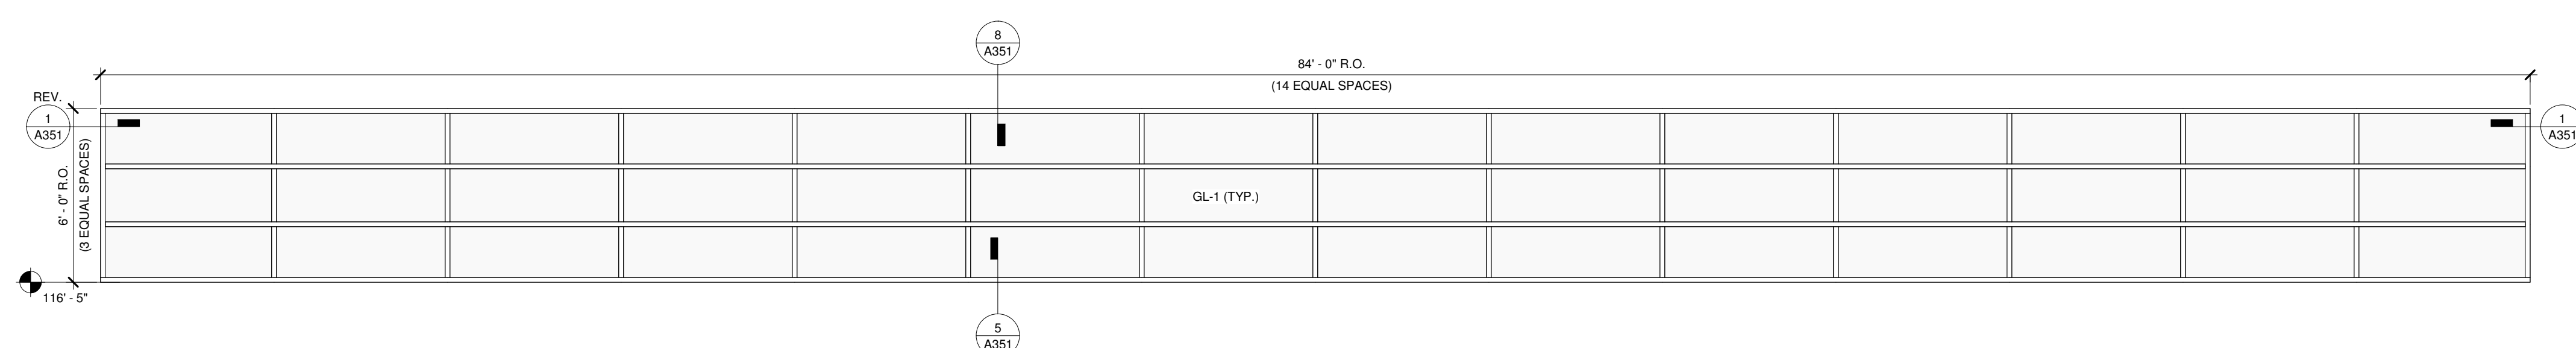 8
A351
84' - 0" R.O.
(14 EQUAL SPACES)
REV.
1
A351
6' - 0" R.O.
(3 EQUAL SPACES)
1
A351
GL-1 (TYP.)
116' - 5"
5
A351